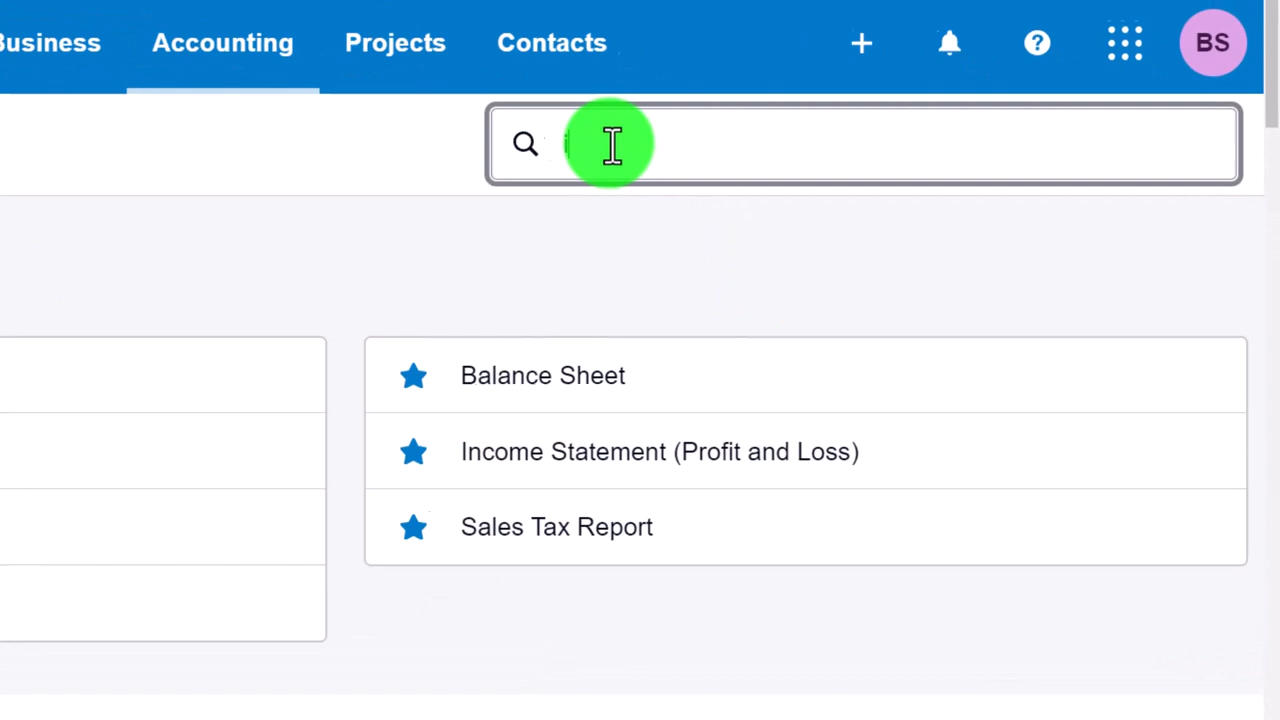 Business Accounting Projects Contacts BS
i
Balance Sheet
Income Statement (Profit and Loss)
Sales Tax Report